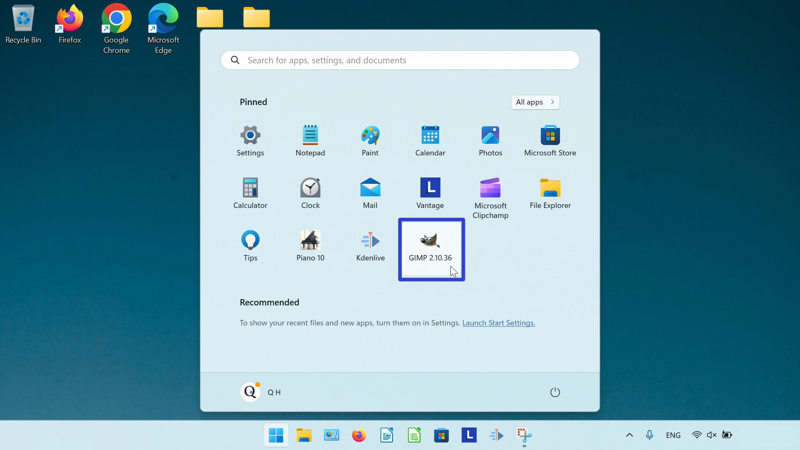 Recycle Bin
Firefox
Google
Chrome
Microsoft
Edge
Search for apps, settings, and documents
Pinned
All apps
Settings
Notepad
Paint
Calendar
Photos
Microsoft Store
Calculator
Clock
Mail
L
Vantage
Microsoft
Clipchamp
File Explorer
Tips
Piano 10
Kdenlive
GIMP 2.10.36
Recommended
To show your recent files and new apps, turn them on in Settings. Launch Start Settings.
Q
Q H
L
ENG